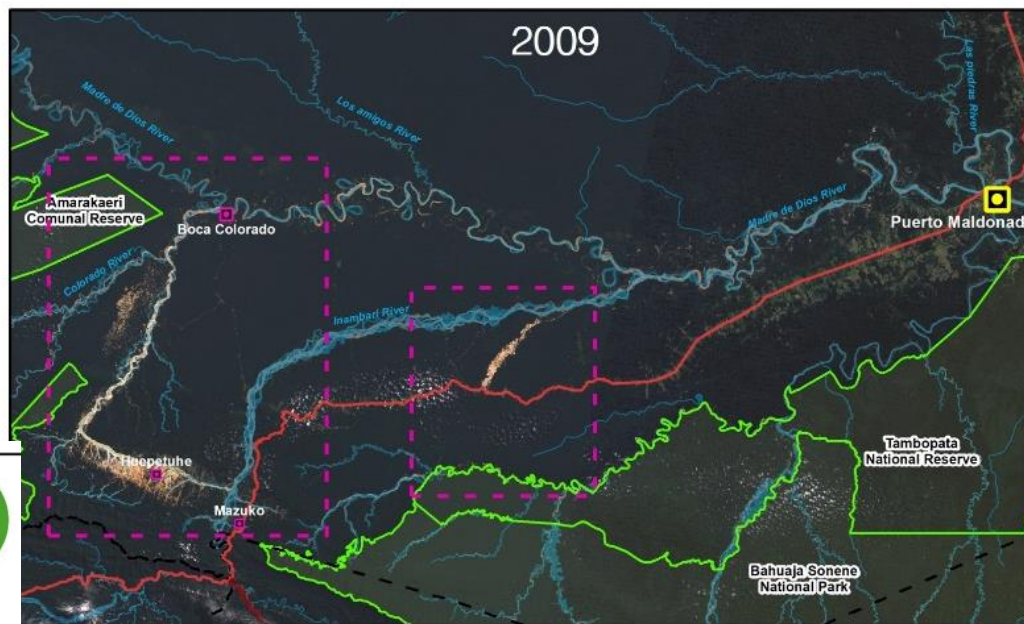 2009
Madre de Dios River
Los amigos River
Las piedras River
Amarakaeri
Comunal Reserve
Boca Colorado
Madre de Dios River
Puerto Maldonad
Colorado River
Inambari River
Huepetuhe
Mazuko
Tambopata
National Reserve
Bahuaja Sonene
National Park